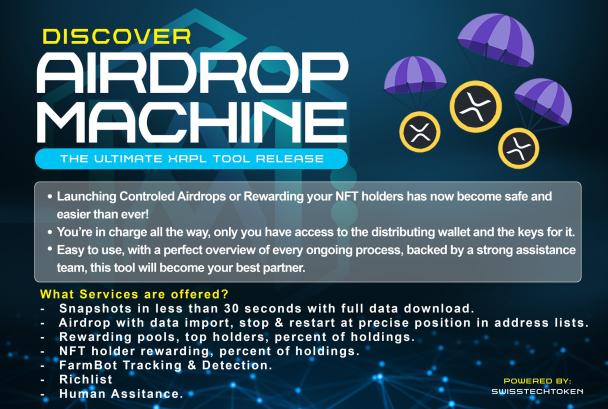 DISCOVER
AIRDROP
MACHINE
THE ULTIMATE XRPL TOOL RELEASE
• Launching Controled Airdrops or Rewarding your NFT holders has now become safe and
easier than ever!
• You're in charge all the way, only you have access to the distributing wallet and the keys for it.
• Easy to use, with a perfect overview of every ongoing process, backed by a strong assistance
team, this tool will become your best partner.
What Services are offered?
- Snapshots in less than 30 seconds with full data download.
- Airdrop with data import, stop & restart at precise position in address lists.
- Rewarding pools, top holders, percent of holdings.
- NFT holder rewarding, percent of holdings.
- FarmBot Tracking & Detection.
- Richlist
- Human Assitance.
POWERED BY:
SWISSTECHTOKEN